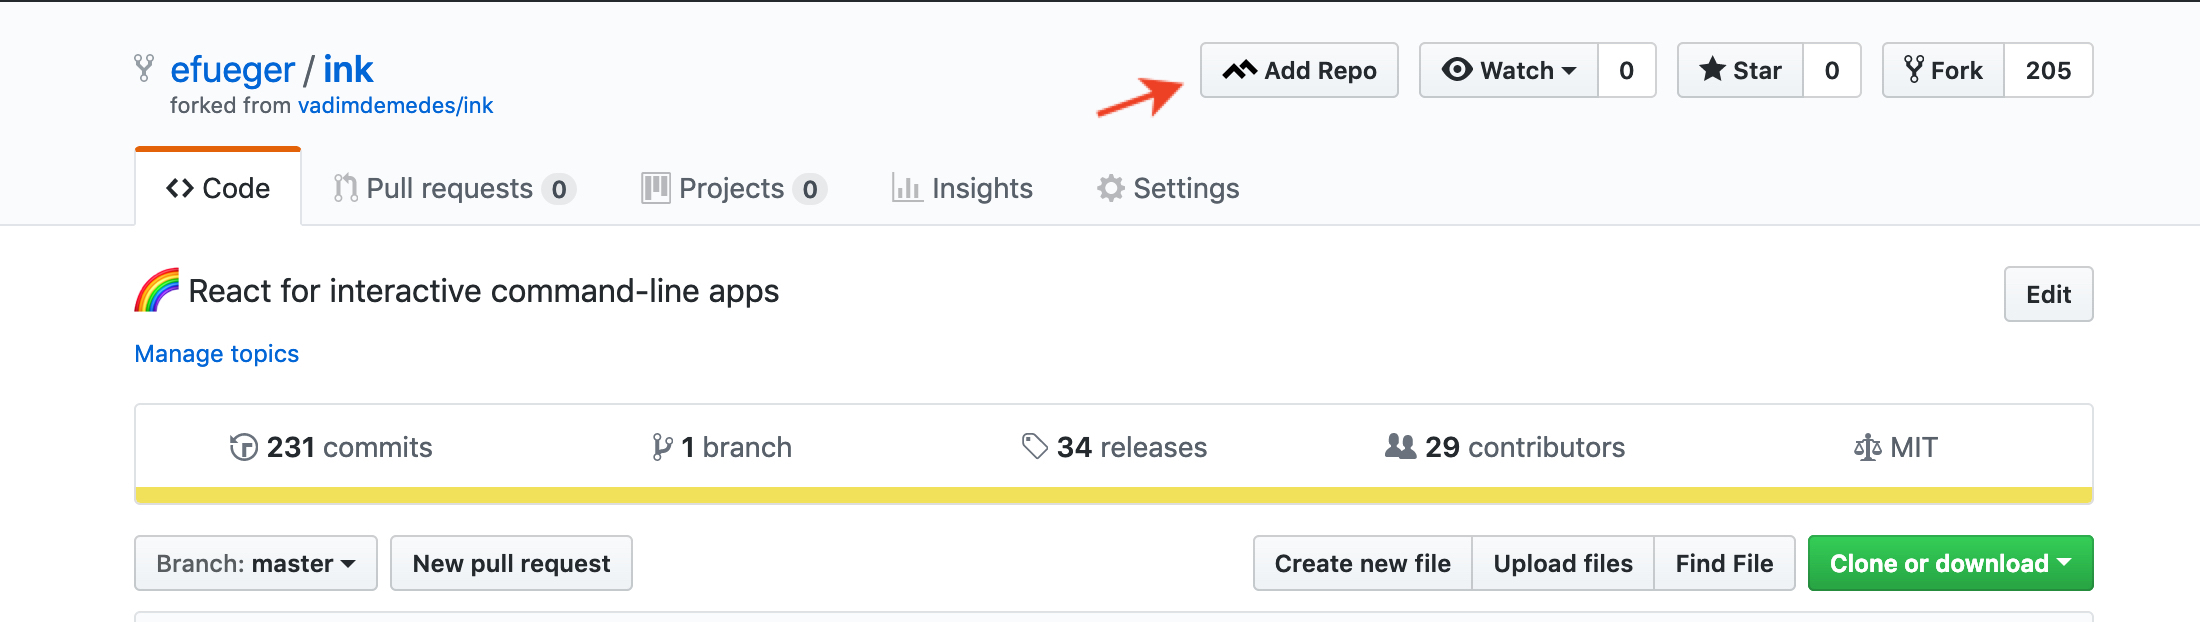 efueger / ink
forked from vadimdemedes/ink
Add Repo
Watch 0
Star 0
Fork 205
Code
Pull requests 0
Projects 0
Insights
Settings
🌈 React for interactive command-line apps
Edit
Manage topics
231 commits
1 branch
34 releases
29 contributors
MIT
Branch: master
New pull request
Create new file
Upload files
Find File
Clone or download